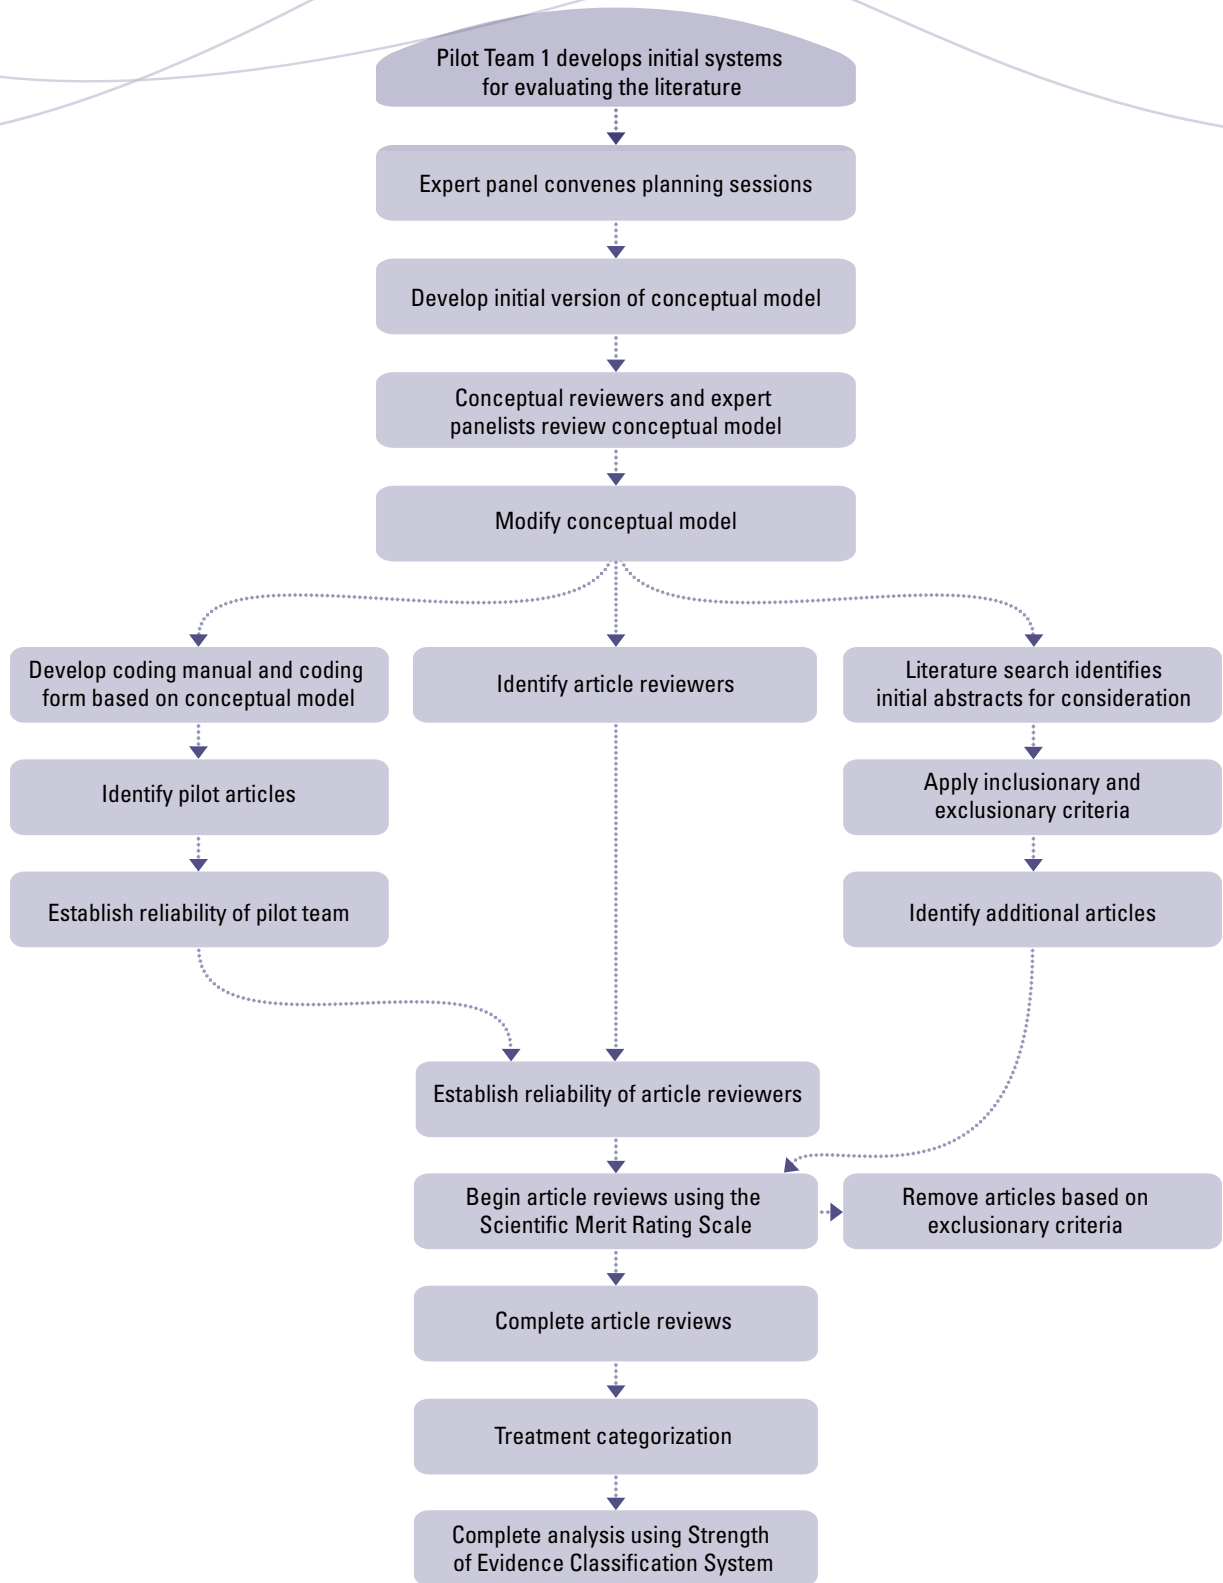 Pilot Team 1 develops initial systems
for evaluating the literature
Expert panel convenes planning sessions
Develop initial version of conceptual model
Conceptual reviewers and expert
panelists review conceptual model
Modify conceptual model
Develop coding manual and coding
form based on conceptual model
Identify pilot articles
Establish reliability of pilot team
Identify article reviewers
Literature search identifies
initial abstracts for consideration
Apply inclusionary and
exclusionary criteria
Identify additional articles
Establish reliability of article reviewers
Begin article reviews using the
Scientific Merit Rating Scale
Remove articles based on
exclusionary criteria
Complete article reviews
Treatment categorization
Complete analysis using Strength
of Evidence Classification System